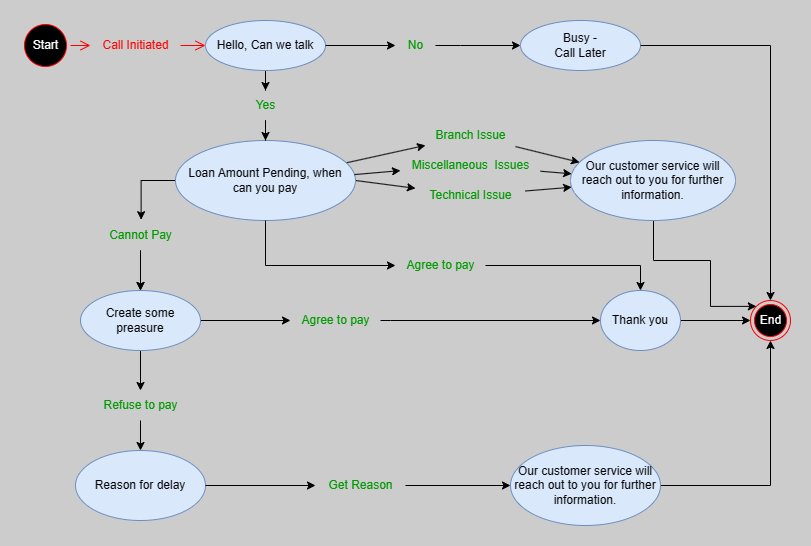 Start
Call Initiated
Hello, Can we talk
No
Busy -
Call Later
Yes
Loan Amount Pending, when
can you pay
Branch Issue
Miscellaneous  Issues
Technical Issue
Our customer service will
reach out to you for further
information.
Cannot Pay
Agree to pay
Create some
preasure
Agree to pay
Thank you
End
Refuse to pay
Reason for delay
Get Reason
Our customer service will
reach out to you for further
information.